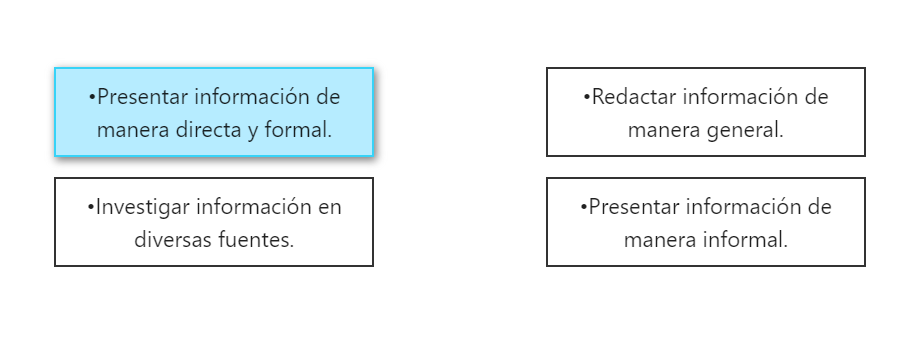 •Presentar información de
manera directa y formal.
•Redactar información de
manera general.
•Investigar información en
diversas fuentes.
•Presentar información de
manera informal.